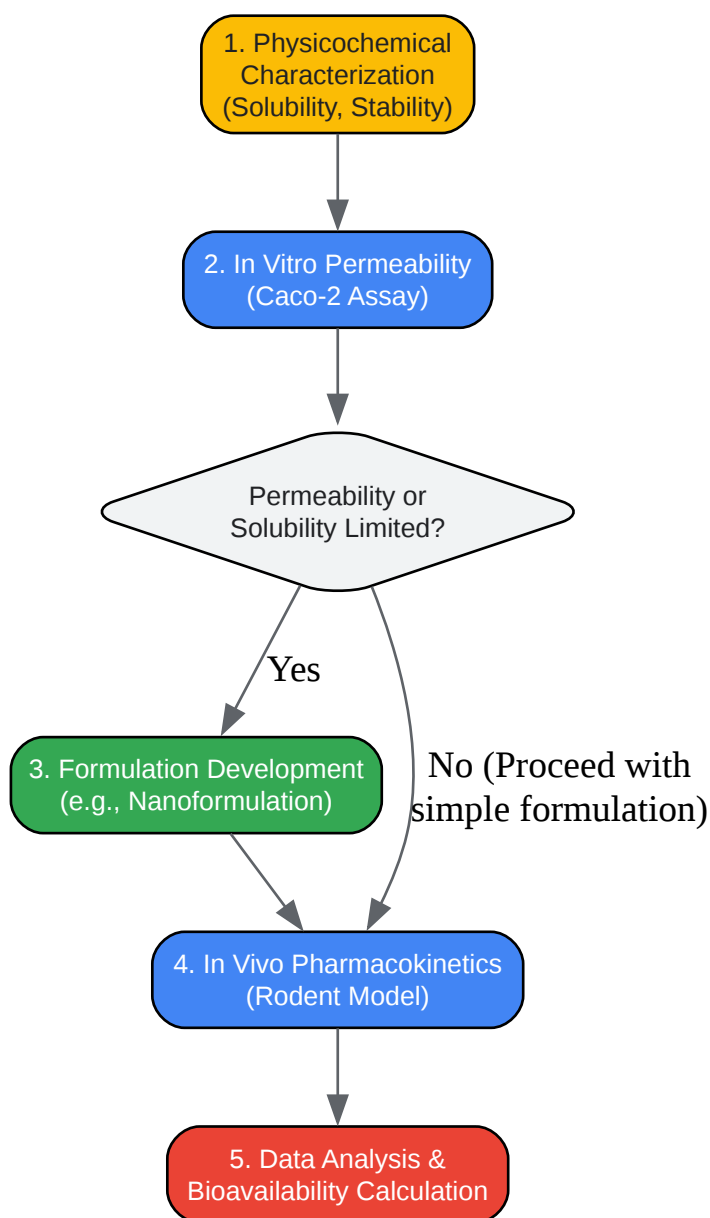 1. Physicochemical
Characterization
(Solubility, Stability)
2. In Vitro Permeability
(Caco-2 Assay)
Permeability or
Solubility Limited?
Yes
3. Formulation Development
(e.g., Nanoformulation)
No (Proceed with
simple formulation)
4. In Vivo Pharmacokinetics
(Rodent Model)
5. Data Analysis &
Bioavailability Calculation